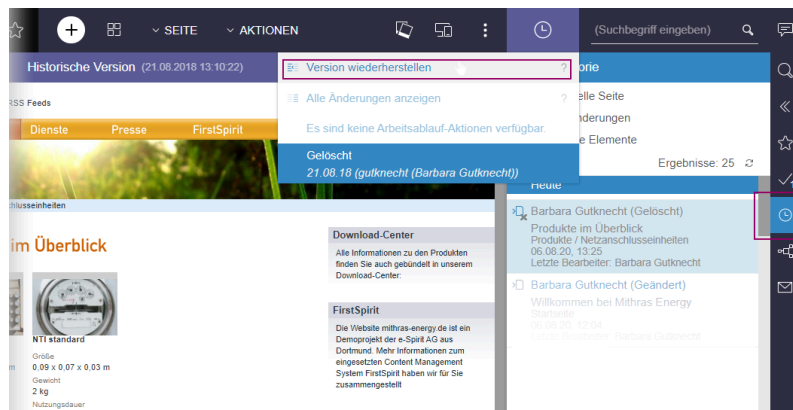 SEITE
AKTIONEN
(Suchbegriff eingeben)
Historische Version (21.08.2018 13:10:22)
Version wiederherstellen
?
Alle Änderungen anzeigen
?
Es sind keine Arbeitsablauf-Aktionen verfügbar.
Gelöscht
21.08.18 (gutknecht (Barbara Gutknecht))
orie
elle Seite
nderungen
e Elemente
Ergebnisse: 25
Heute
Barbara Gutknecht (Gelöscht)
Produkte im Überblick
Produkte / Netzanschlusseinheiten
06.08.20, 13:25
Letzte Bearbeiter: Barbara Gutknecht
Barbara Gutknecht (Geändert)
Willkommen bei Mithras Energy
Startseite
06.08.20, 12:04
RSS Feeds
Dienste
Presse
FirstSpirit
hlusseinheiten
im Überblick
NTI standard
Größe
m
0,09 x 0,07 x 0,03 m
Gewicht
2 kg
Nutzungsdauer
Download-Center
Alle Informationen zu den Produkten
finden Sie auch gebündelt in unserem
Download-Center:
FirstSpirit
Die Website mithras-energy.de ist ein
Demoprojekt der e-Spirit AG aus
Dortmund. Mehr Informationen zum
eingesetzten Content Management
System FirstSpirit haben wir für Sie
zusammengestellt